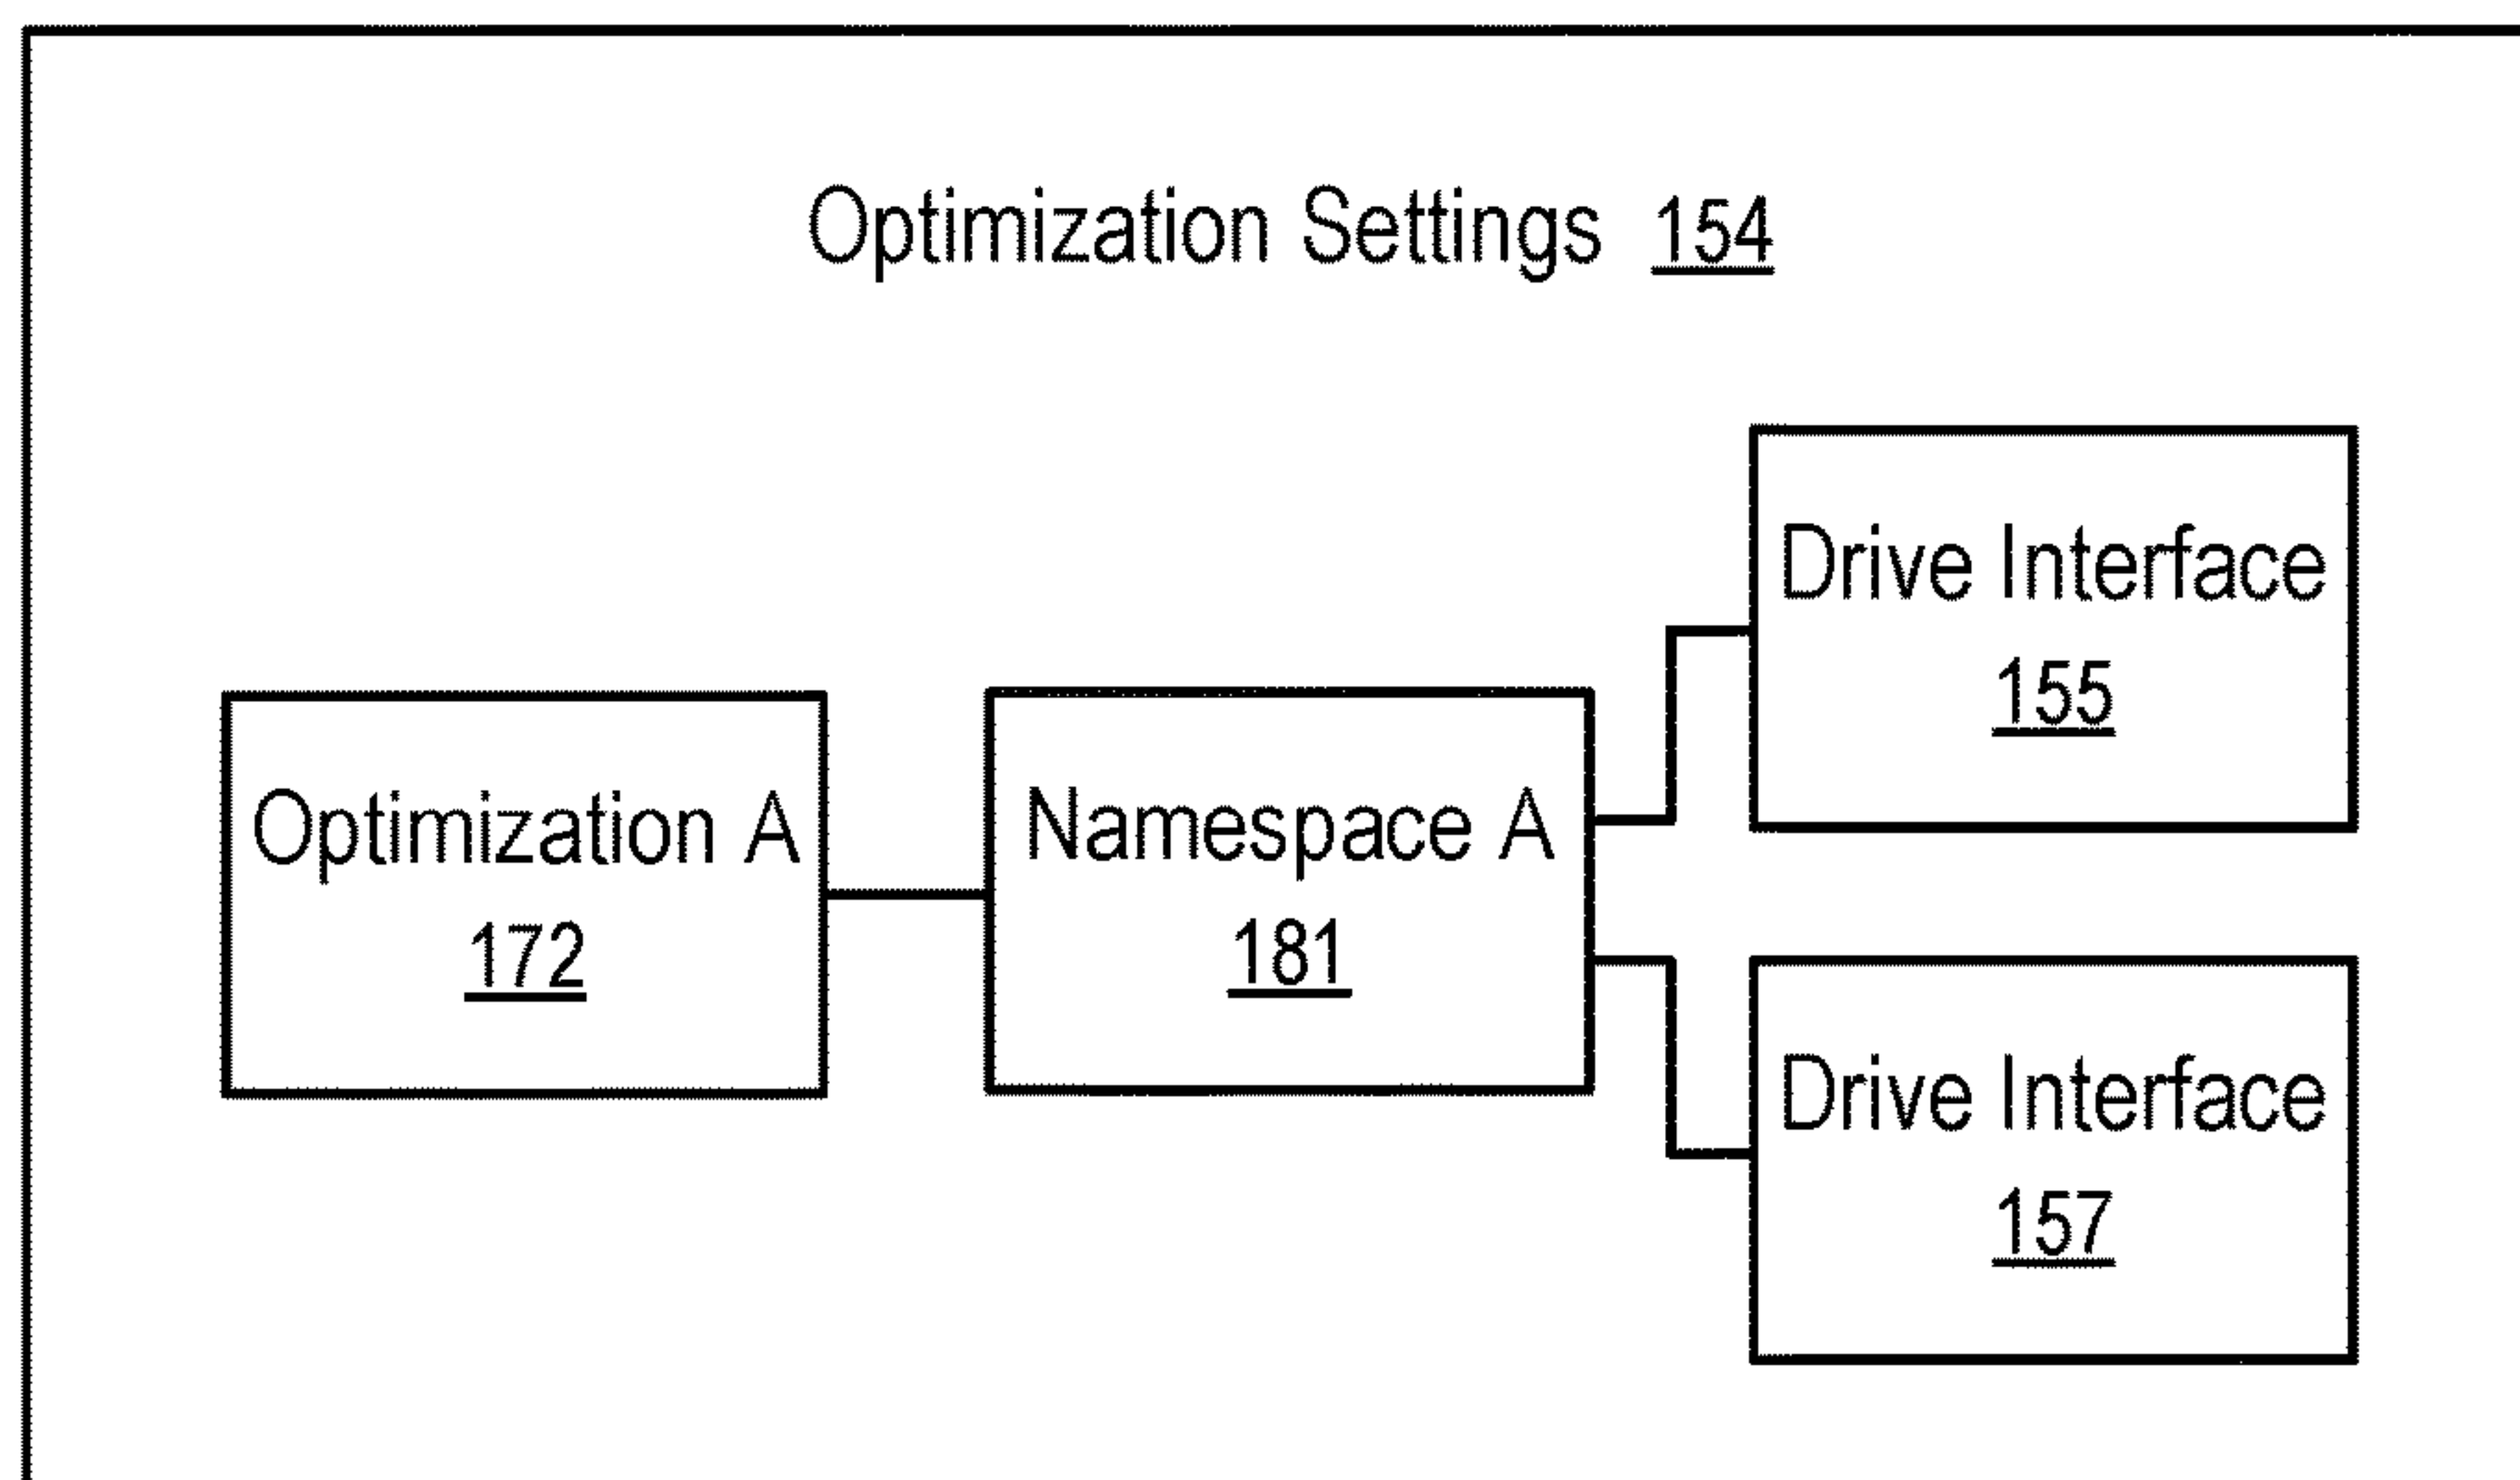 Optimization Settings 154
Drive Interface
155
Optimization A
172
Namespace A
181
Drive Interface
157